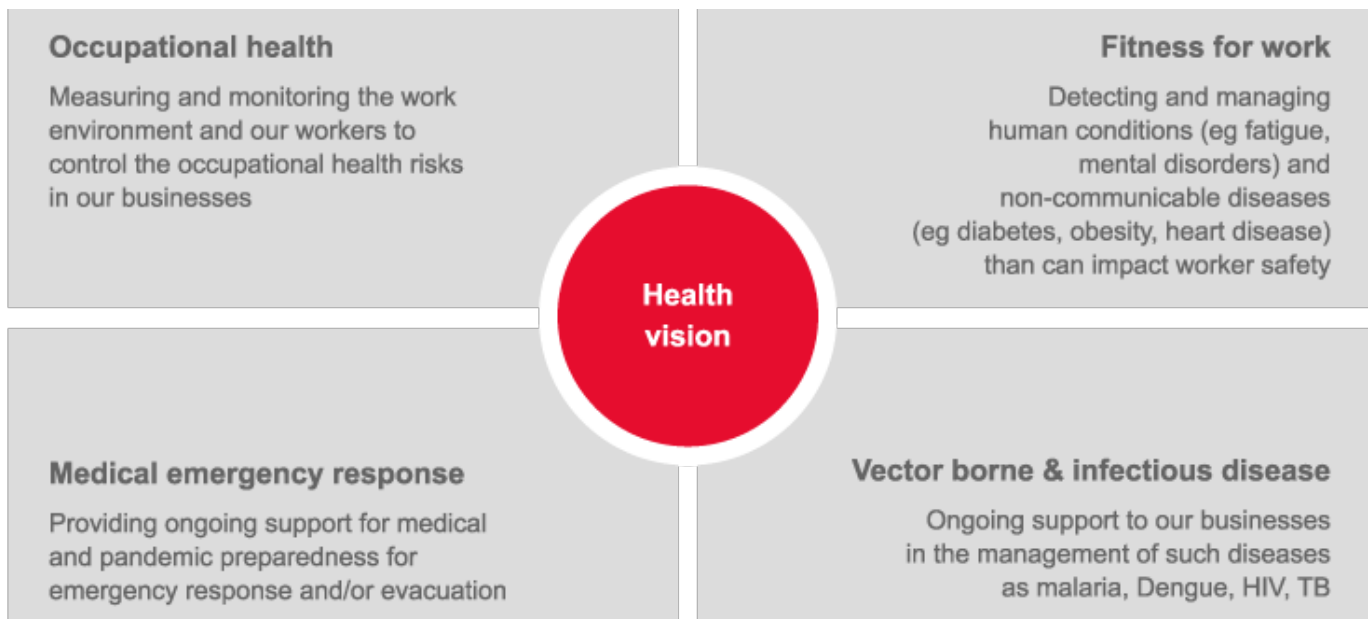 Occupational health
Measuring and monitoring the work
environment and our workers to
control the occupational health risks
in our businesses
Fitness for work
Detecting and managing
human conditions (eg fatigue,
mental disorders) and
non-communicable diseases
(eg diabetes, obesity, heart disease)
than can impact worker safety
Health
vision
Medical emergency response
Providing ongoing support for medical
and pandemic preparedness for
emergency response and/or evacuation
Vector borne & infectious disease
Ongoing support to our businesses
in the management of such diseases
as malaria, Dengue, HIV, TB